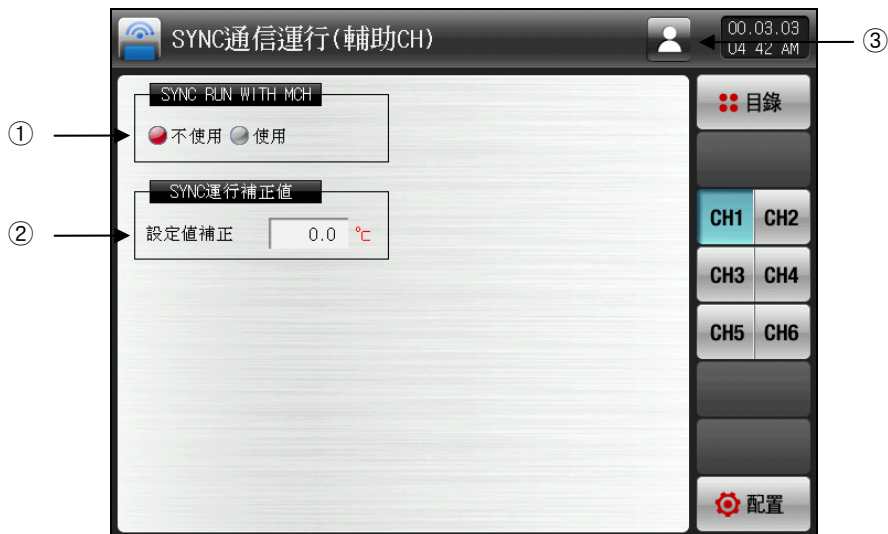 SYNC通信運行(輔助CH)
00.03.03
04 42 AM
③
SYNC RUN WITH MCH
目錄
①
不使用 使用
SYNC運行補正值
②
設定值補正 0.0 ℃
CH1 CH2
CH3 CH4
CH5 CH6
配置